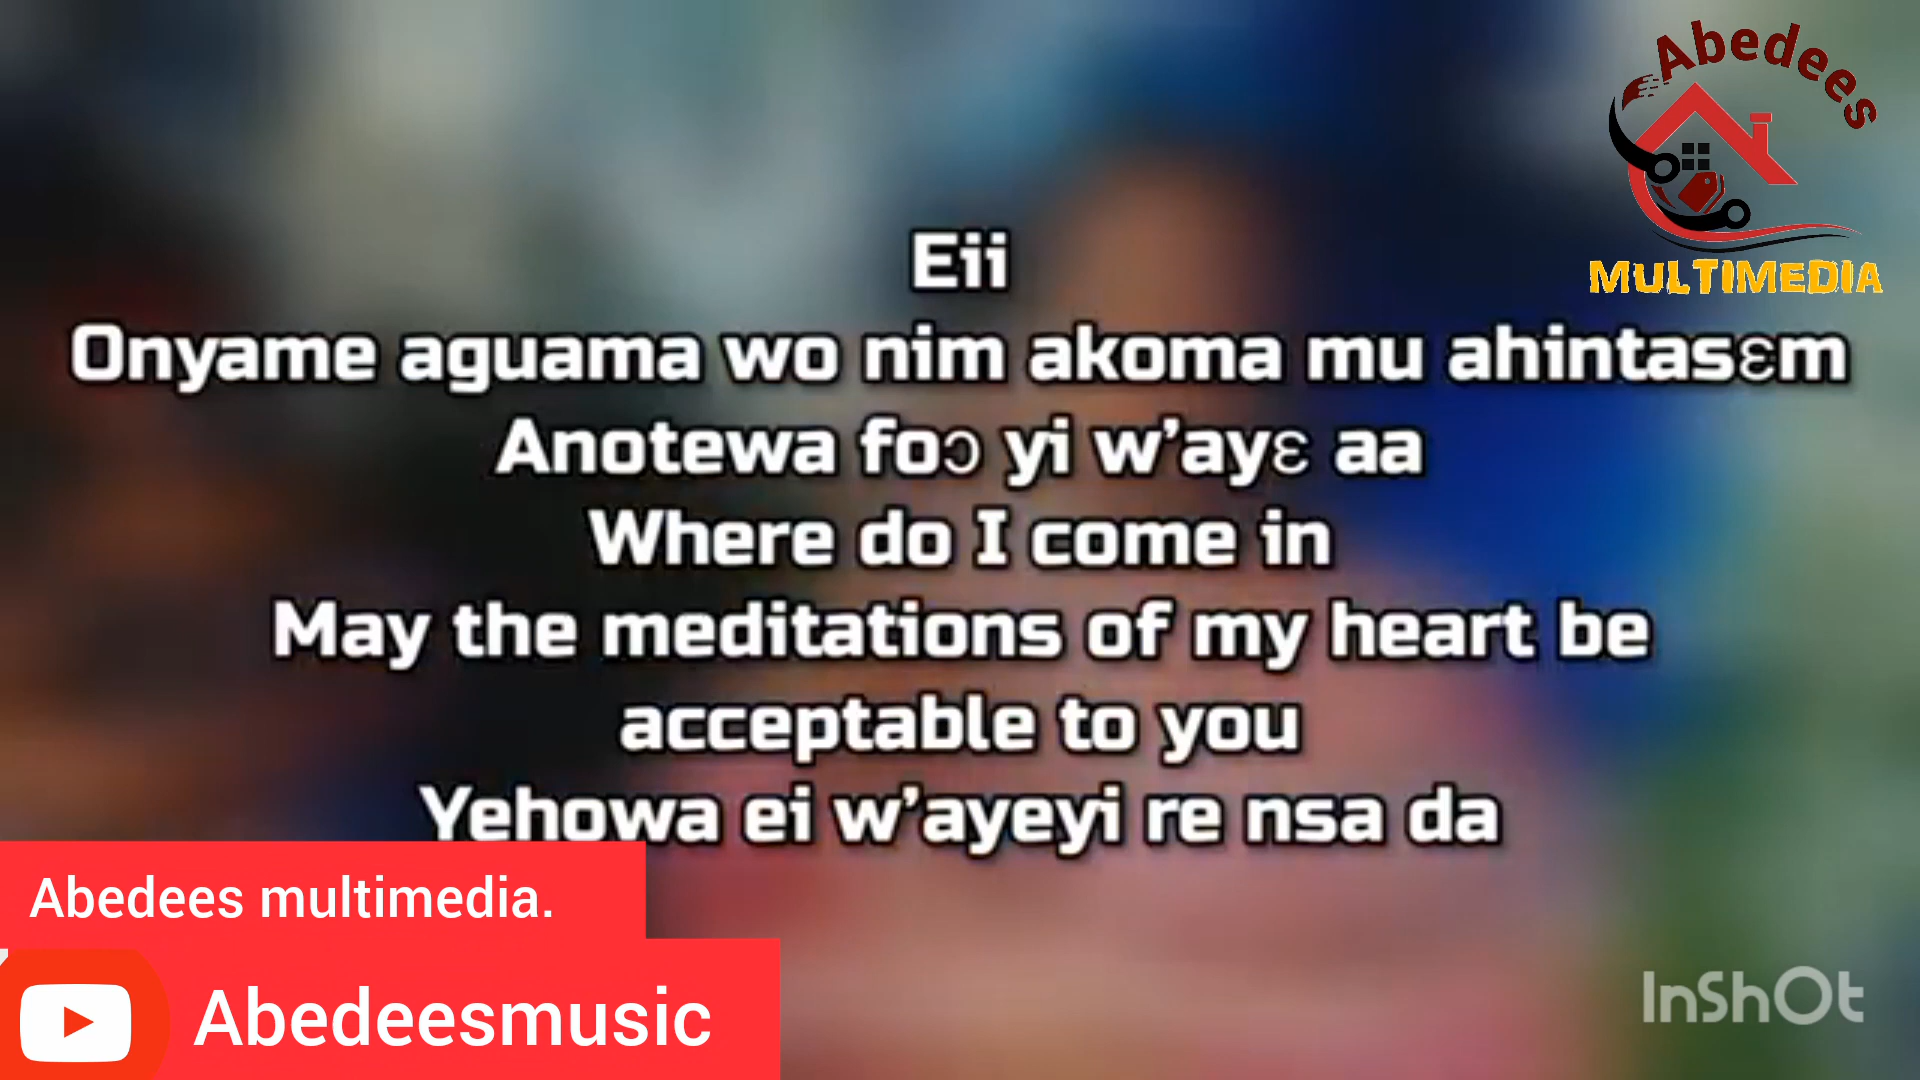 Abedees
MULTIMEDIA
Eii
Onyame aguama wo nim akoma mu ahintasɛm
Anotewa foɔ yi w'ayɛ aa
Where do I come in
May the meditations of my heart be
acceptable to you
Yehowa ei w'ayeyi re nsa da
Abedees multimedia.
Abedeesmusic
InShOt